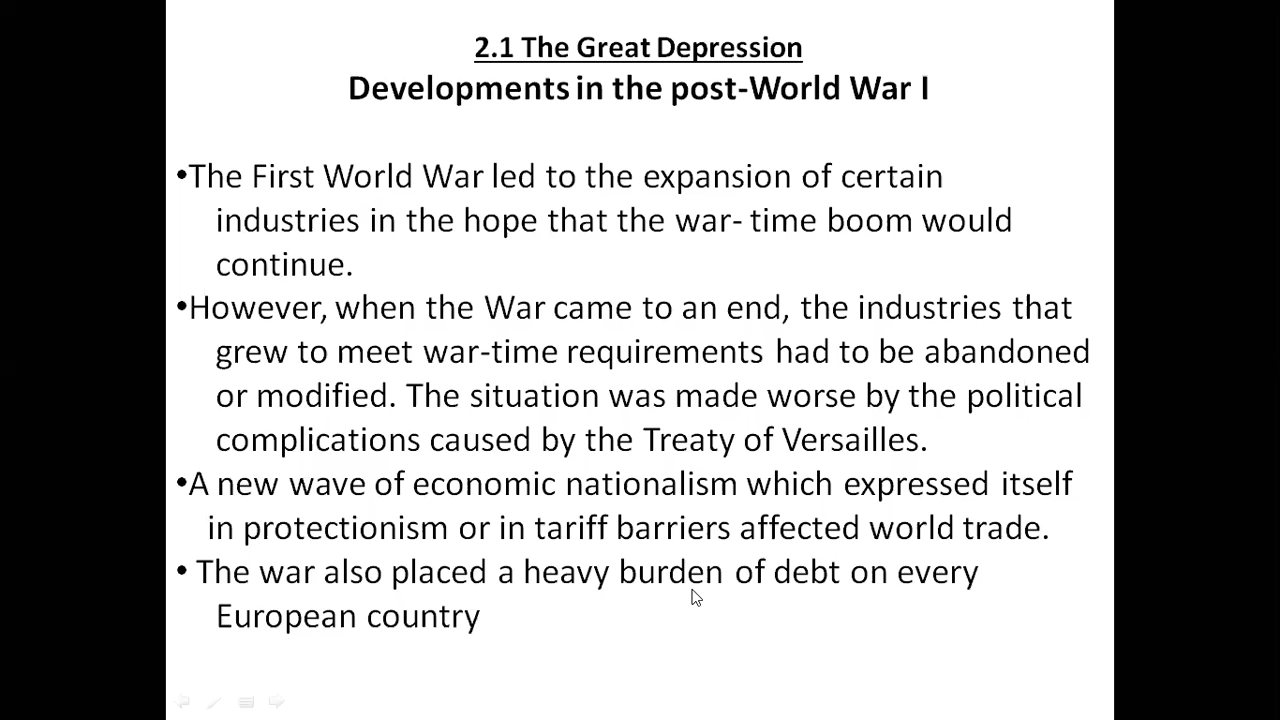 2.1 The Great Depression
Developments in the post-World War I
•The First World War led to the expansion of certain
industries in the hope that the war- time boom would
continue.
•However, when the War came to an end, the industries that
grew to meet war-time requirements had to be abandoned
or modified. The situation was made worse by the political
complications caused by the Treaty of Versailles.
•A new wave of economic nationalism which expressed itself
in protectionism or in tariff barriers affected world trade.
• The war also placed a heavy burden of debt on every
European country